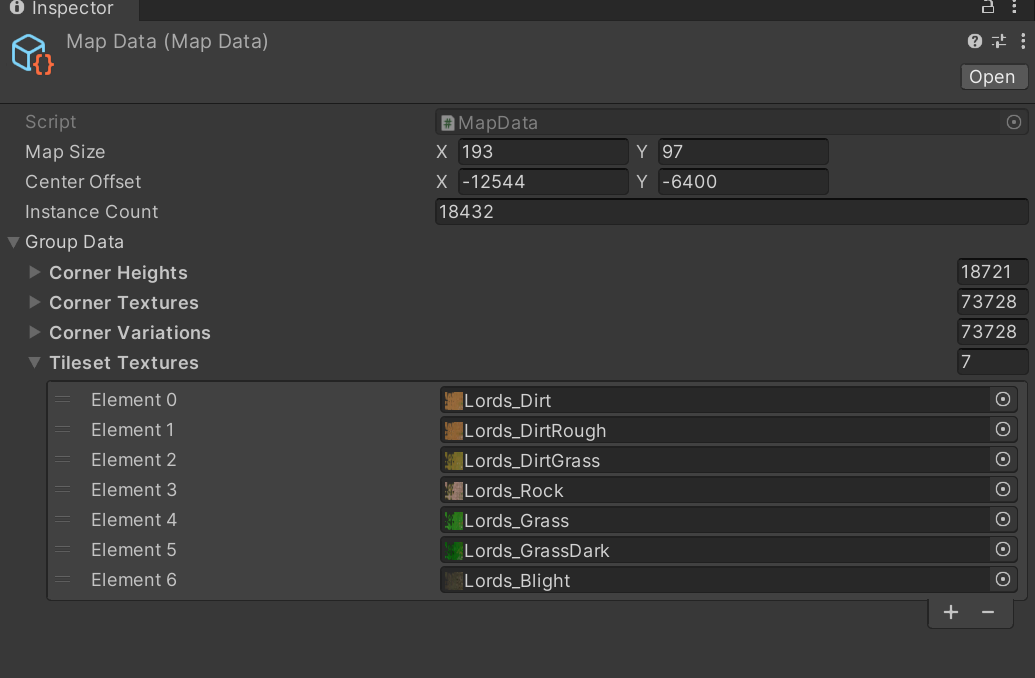 Inspector
Map Data (Map Data)
Open
Script MapData
Map Size X 193 Y 97
Center Offset X -12544 Y -6400
Instance Count 18432
Group Data
Corner Heights 18721
Corner Textures 73728
Corner Variations 73728
Tileset Textures 7
Element 0 Lords_Dirt
Element 1 Lords_DirtRough
Element 2 Lords_DirtGrass
Element 3 Lords_Rock
Element 4 Lords_Grass
Element 5 Lords_GrassDark
Element 6 Lords_Blight
+ −